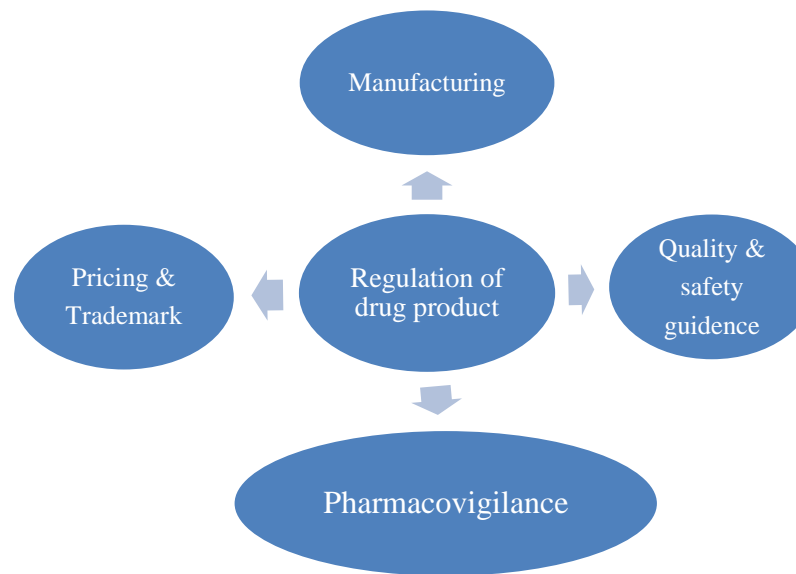 Manufacturing
Pricing &
Trademark
Regulation of
drug product
Quality &
safety
guidence
Pharmacovigilance